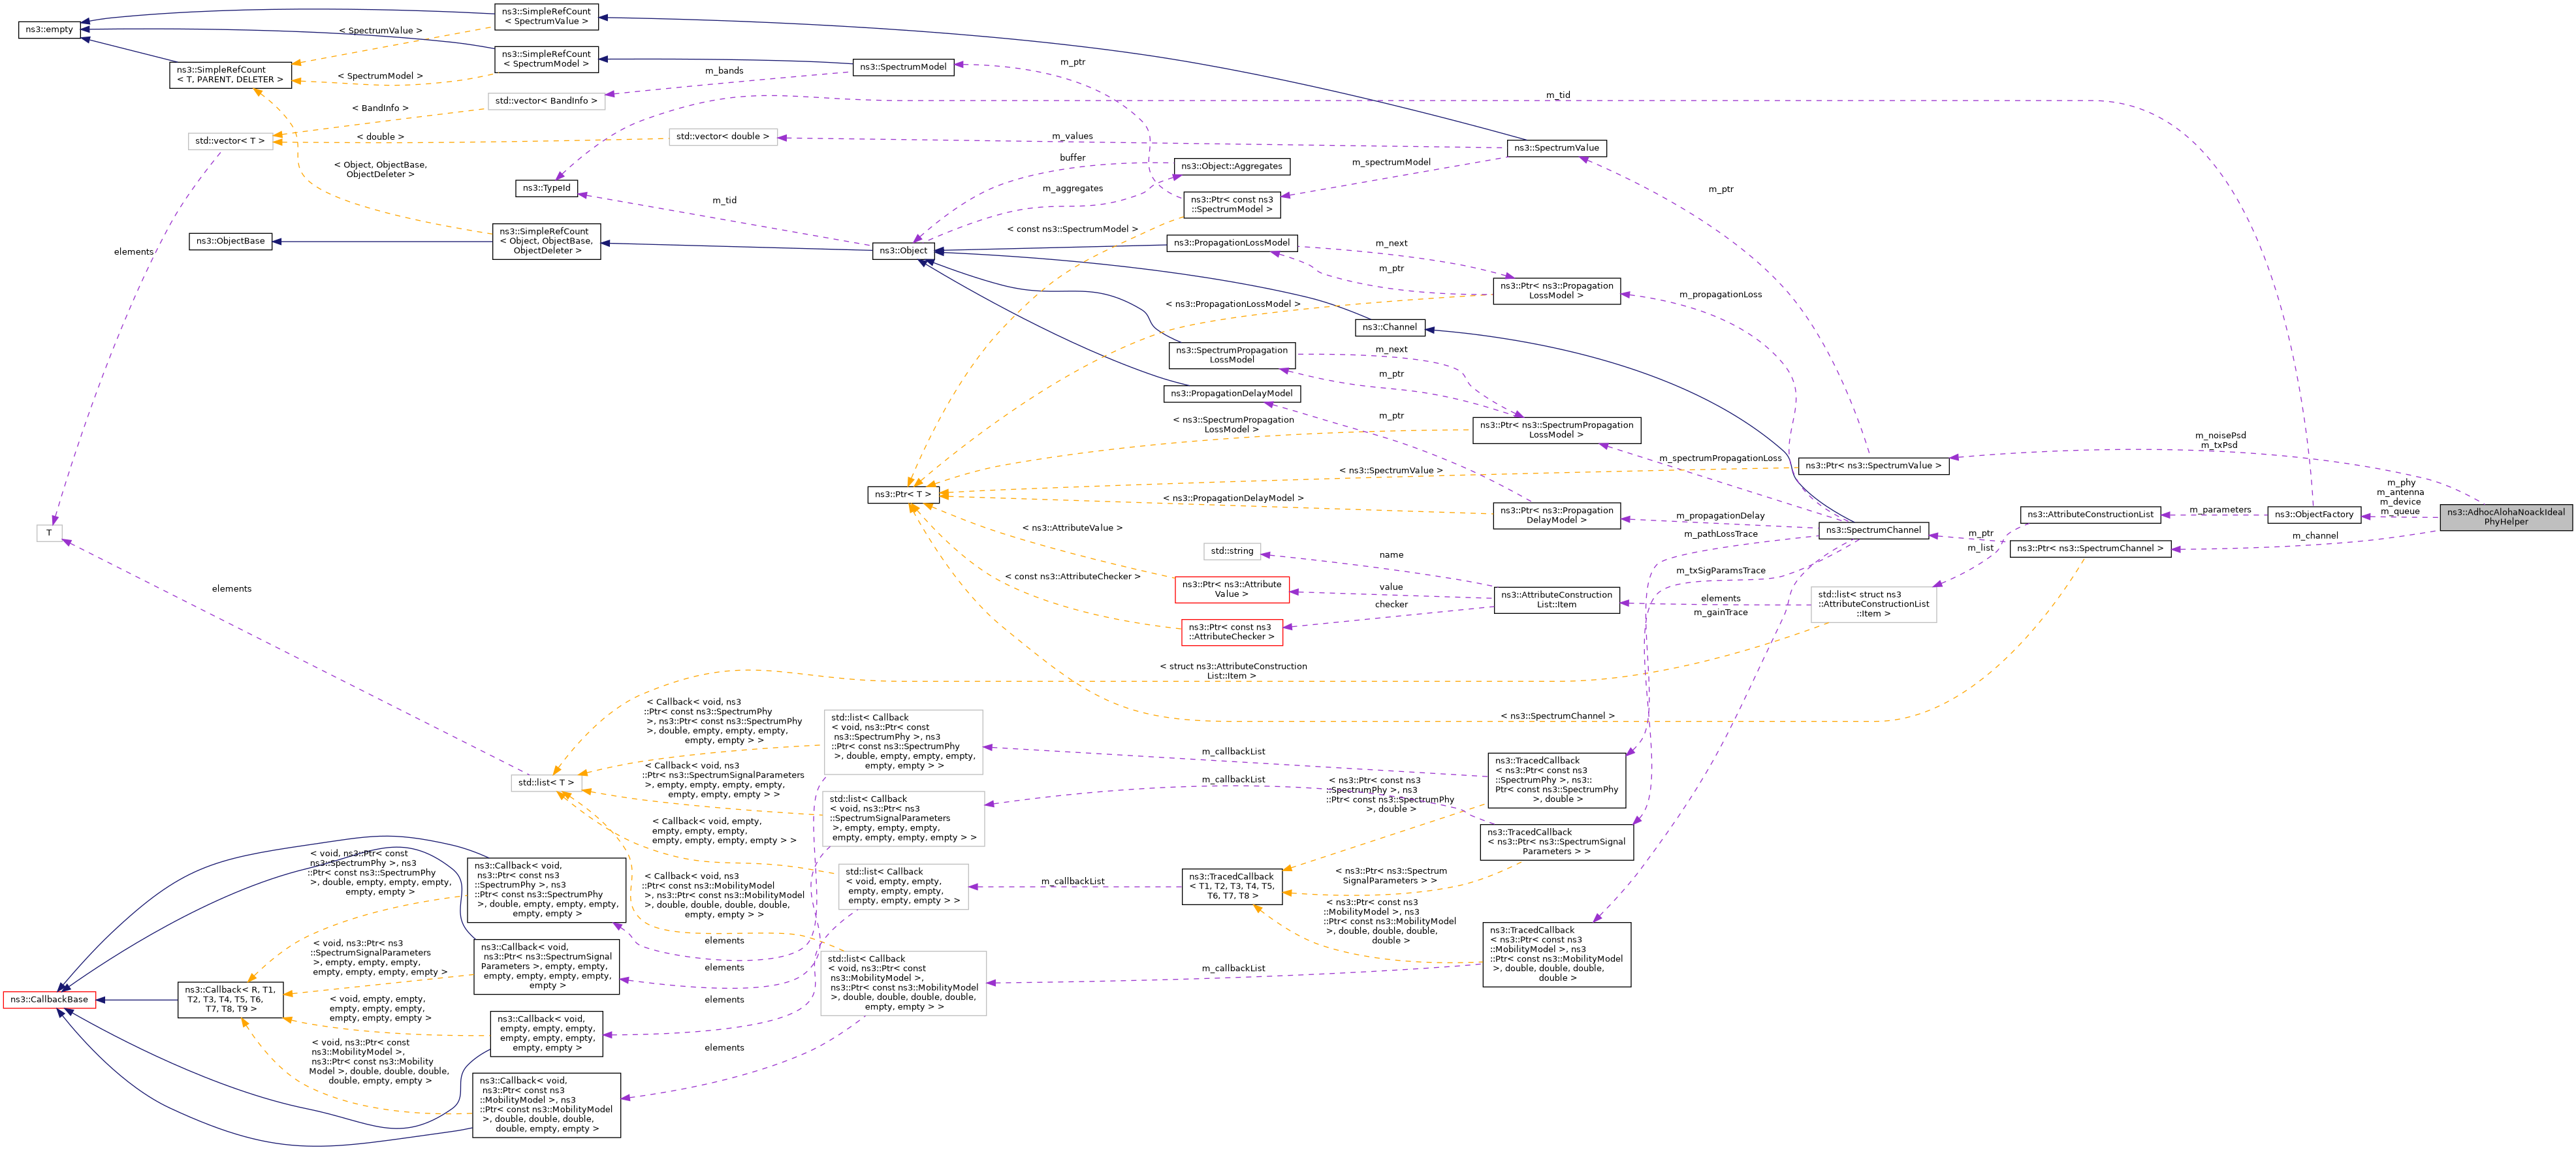 ns3::empty
ns3::SimpleRefCount
< SpectrumValue >
< SpectrumValue >
ns3::SimpleRefCount
< SpectrumModel >
ns3::SimpleRefCount
< T, PARENT, DELETER >
< SpectrumModel >
m_bands
ns3::SpectrumModel
m_ptr
std::vector< BandInfo >
< BandInfo >
m_tid
std::vector< T >
< double >
std::vector< double >
m_values
ns3::SpectrumValue
< Object, ObjectBase,
ObjectDeleter >
buffer
ns3::Object::Aggregates
m_spectrumModel
ns3::TypeId
m_aggregates
m_ptr
m_tid
ns3::Ptr< const ns3
::SpectrumModel >
elements
ns3::ObjectBase
ns3::SimpleRefCount
< Object, ObjectBase,
ObjectDeleter >
< const ns3::SpectrumModel >
ns3::Object
ns3::PropagationLossModel
m_next
m_ptr
ns3::Ptr< ns3::Propagation
LossModel >
m_propagationLoss
< ns3::PropagationLossModel >
ns3::Channel
ns3::SpectrumPropagation
LossModel
m_next
m_ptr
ns3::PropagationDelayModel
< ns3::SpectrumPropagation
LossModel >
m_ptr
ns3::Ptr< ns3::SpectrumPropagation
LossModel >
m_spectrumPropagationLoss
ns3::Ptr< ns3::SpectrumValue >
m_noisePsd
m_txPsd
< ns3::SpectrumValue >
ns3::Ptr< T >
< ns3::PropagationDelayModel >
ns3::Ptr< ns3::Propagation
DelayModel >
m_propagationDelay
m_pathLossTrace
ns3::SpectrumChannel
m_ptr
m_list
ns3::AttributeConstructionList
m_parameters
ns3::ObjectFactory
m_phy
m_antenna
m_device
m_queue
ns3::AdhocAlohaNoackIdeal
PhyHelper
m_channel
ns3::Ptr< ns3::SpectrumChannel >
T
< ns3::AttributeValue >
std::string
name
< const ns3::AttributeChecker >
ns3::Ptr< ns3::Attribute
Value >
value
checker
ns3::AttributeConstruction
List::Item
m_txSigParamsTrace
elements
m_gainTrace
std::list< struct ns3
::AttributeConstructionList
::Item >
ns3::Ptr< const ns3
::AttributeChecker >
elements
< struct ns3::AttributeConstruction
List::Item >
< ns3::SpectrumChannel >
< Callback< void, ns3
::Ptr< const ns3::SpectrumPhy
>, ns3::Ptr< const ns3::SpectrumPhy
>, double, empty, empty, empty,
empty, empty > >
std::list< Callback
< void, ns3::Ptr< const
ns3::SpectrumPhy >, ns3
::Ptr< const ns3::SpectrumPhy
>, double, empty, empty, empty,
empty, empty > >
m_callbackList
ns3::TracedCallback
< ns3::Ptr< const ns3
::SpectrumPhy >, ns3::
Ptr< const ns3::SpectrumPhy
>, double >
std::list< T >
< Callback< void, ns3
::Ptr< ns3::SpectrumSignalParameters
>, empty, empty, empty, empty,
empty, empty, empty > >
std::list< Callback
< void, ns3::Ptr< ns3
::SpectrumSignalParameters
>, empty, empty, empty,
empty, empty, empty, empty > >
m_callbackList
< ns3::Ptr< const ns3
::SpectrumPhy >, ns3
::Ptr< const ns3::SpectrumPhy
>, double >
ns3::TracedCallback
< ns3::Ptr< ns3::SpectrumSignal
Parameters > >
< Callback< void, empty,
empty, empty, empty,
empty, empty, empty, empty > >
std::list< Callback
< void, empty, empty,
empty, empty, empty,
empty, empty, empty > >
m_callbackList
ns3::TracedCallback
< T1, T2, T3, T4, T5,
T6, T7, T8 >
< ns3::Ptr< ns3::Spectrum
SignalParameters > >
< ns3::Ptr< const ns3
::MobilityModel >, ns3
::Ptr< const ns3::MobilityModel
>, double, double, double,
double >
ns3::TracedCallback
< ns3::Ptr< const ns3
::MobilityModel >, ns3
::Ptr< const ns3::MobilityModel
>, double, double, double,
double >
m_callbackList
< Callback< void, ns3
::Ptr< const ns3::MobilityModel
>, ns3::Ptr< const ns3::MobilityModel
>, double, double, double, double,
empty, empty > >
std::list< Callback
< void, ns3::Ptr< const
ns3::MobilityModel >,
ns3::Ptr< const ns3::MobilityModel
>, double, double, double, double,
empty, empty > >
elements
elements
elements
elements
< void, ns3::Ptr< const
ns3::SpectrumPhy >, ns3
::Ptr< const ns3::SpectrumPhy
>, double, empty, empty, empty,
empty, empty >
ns3::Callback< void,
ns3::Ptr< const ns3
::SpectrumPhy >, ns3
::Ptr< const ns3::SpectrumPhy
>, double, empty, empty, empty,
empty, empty >
< void, ns3::Ptr< ns3
::SpectrumSignalParameters
>, empty, empty, empty,
empty, empty, empty, empty >
ns3::Callback< void,
ns3::Ptr< ns3::SpectrumSignal
Parameters >, empty, empty,
empty, empty, empty, empty,
empty >
ns3::CallbackBase
ns3::Callback< R, T1,
T2, T3, T4, T5, T6,
T7, T8, T9 >
< void, empty, empty,
empty, empty, empty,
empty, empty, empty >
ns3::Callback< void,
empty, empty, empty,
empty, empty, empty,
empty, empty >
< void, ns3::Ptr< const
ns3::MobilityModel >,
ns3::Ptr< const ns3::Mobility
Model >, double, double, double,
double, empty, empty >
ns3::Callback< void,
ns3::Ptr< const ns3
::MobilityModel >, ns3
::Ptr< const ns3::MobilityModel
>, double, double, double,
double, empty, empty >